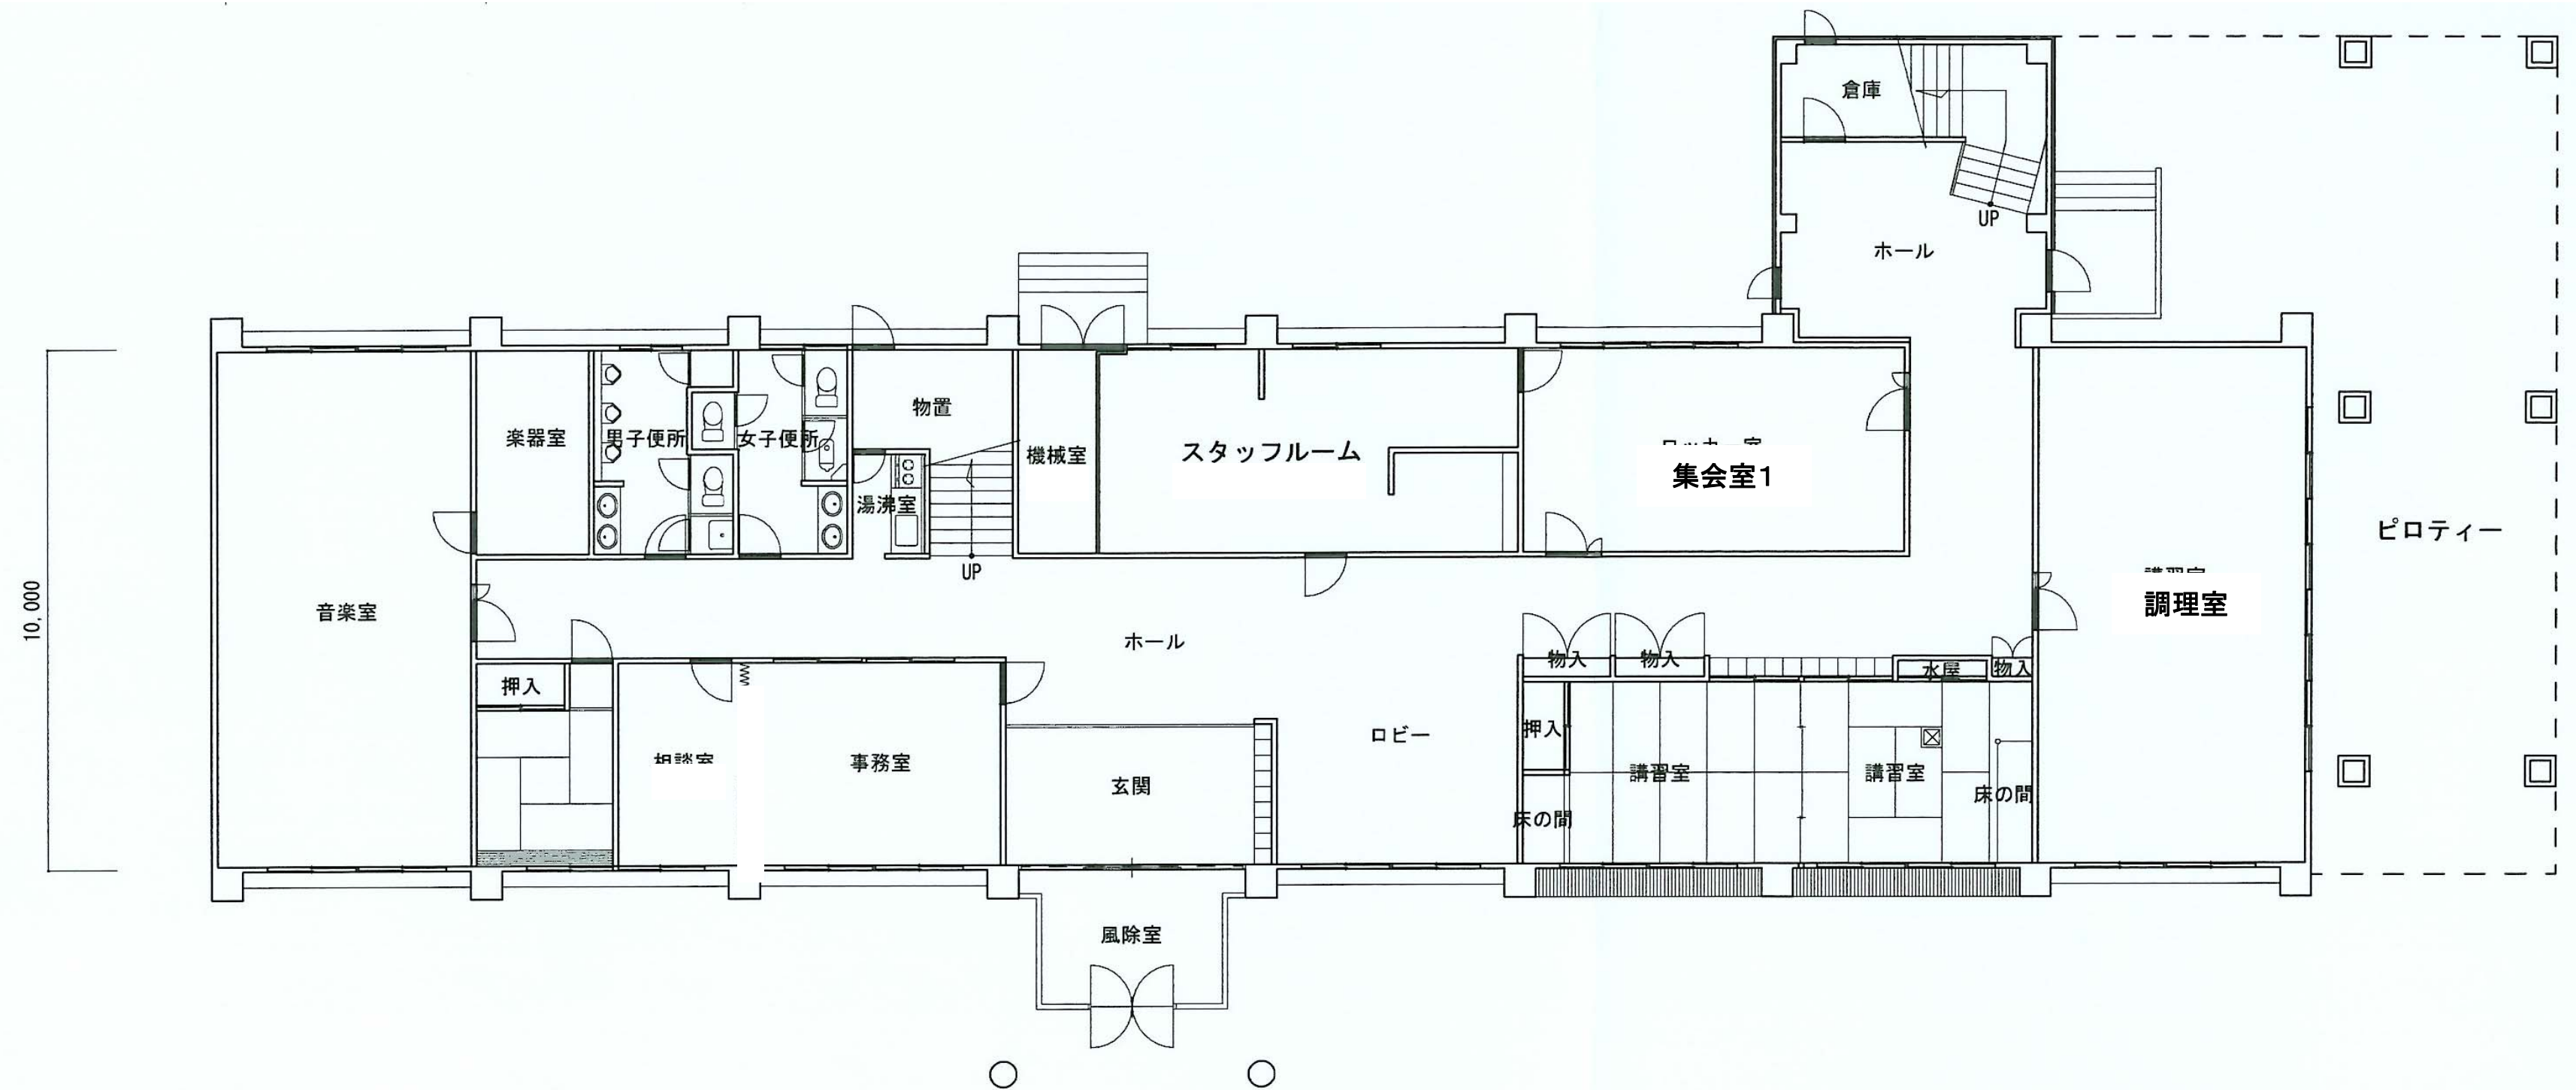 倉庫
UP
ホール
物置
楽器室
男子便所
女子便所
機械室
スタッフルーム
集会室1
湯沸室
UP
ピロティー
10,000
音楽室
調理室
ホール
物入
物入
水屋
物入
押入
ロビー
押入
相談室
事務室
玄関
講習室
講習室
床の間
床の間
風除室